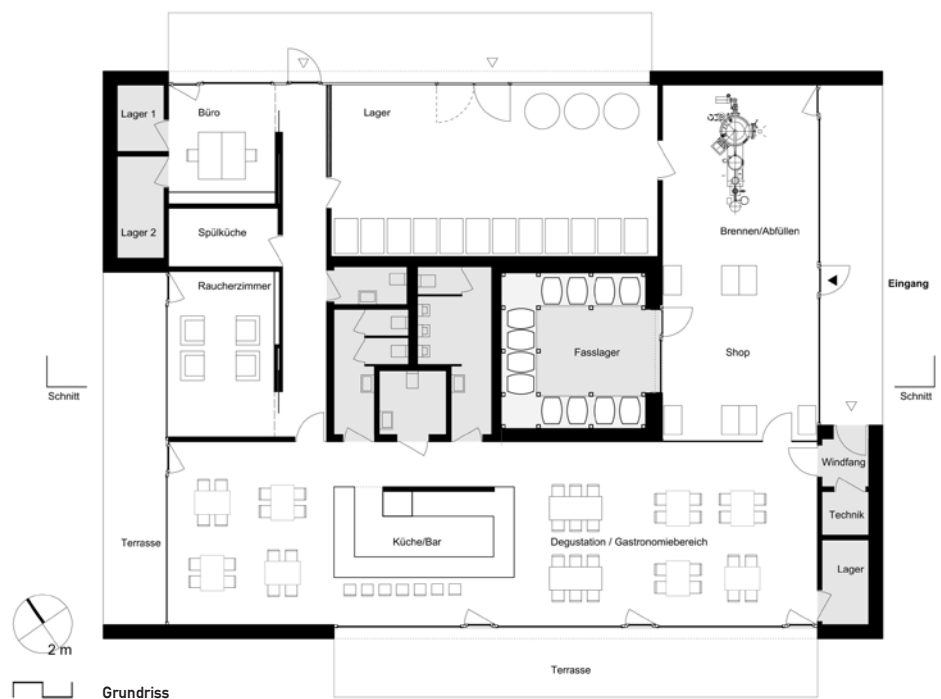 Lager 1
Büro
Lager
Lager 2
Spülküche
Brennen/Abfüllen
Raucherzimmer
Eingang
Fasslager
Shop
Schnitt
Schnitt
Windfang
Technik
Terrasse
Küche/Bar
Degustation / Gastronomiebereich
Lager
2 m
Terrasse
Grundriss